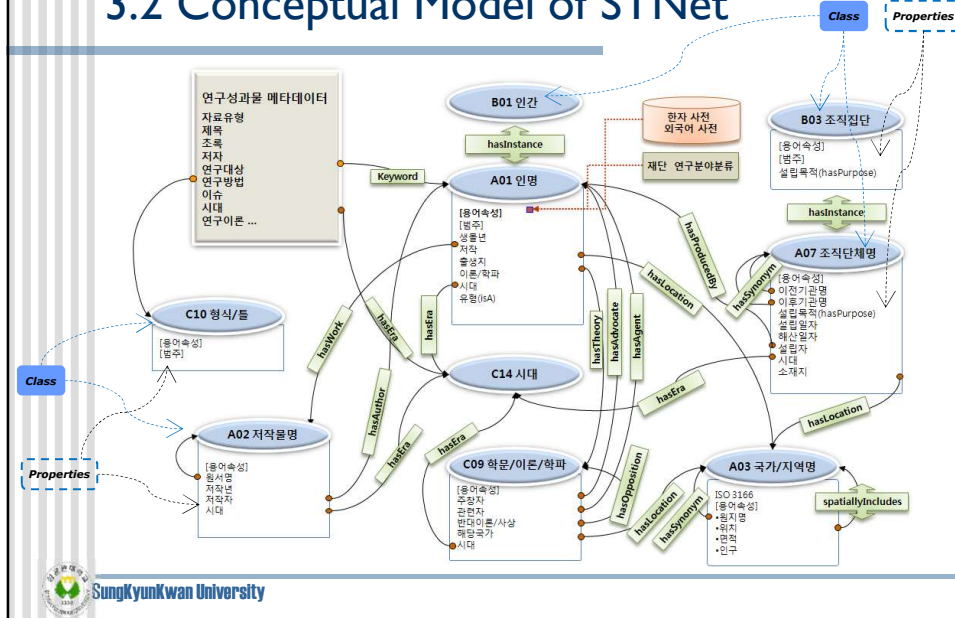 3.2 Conceptual Model of STNet
Class
Properties
연구성과물 메타데이터
자료유형
제목
초록
저자
연구대상
연구방법
이슈
시대
연구이론 ...
B01 인간
hasInstance
한자 사전
외국어 사전
재단 연구분야분류
B03 조직집단
[용어속성]
[범주]
설립목적(hasPurpose)
hasInstance
Keyword
A01 인명
[용어속성]
[범주]
생몰년
저작
출생지
이론/학파
시대
유형(isA)
hasProducedBy
hasLocation
hasSynonym
A07 조직단체명
[용어속성]
이전기관명
이후기관명
설립목적(hasPurpose)
설립일자
해산일자
설립자
시대
소재지
C10 형식/틀
[용어속성]
[범주]
hasWork
hasEra
hasEra
hasTheory
hasAdvocate
hasAgent
Class
C14 시대
hasAuthor
hasEra
hasEra
hasEra
hasLocation
A02 저작물명
[용어속성]
원서명
저작년
저작자
시대
Properties
C09 학문/이론/학파
[용어속성]
주창자
관련자
반대이론/사상
해당국가
시대
hasOpposition
hasLocation
hasSynonym
A03 국가/지역명
ISO 3166
[용어속성]
•원지명
•위치
•면적
•인구
spatiallyIncludes
SungKyunKwan University